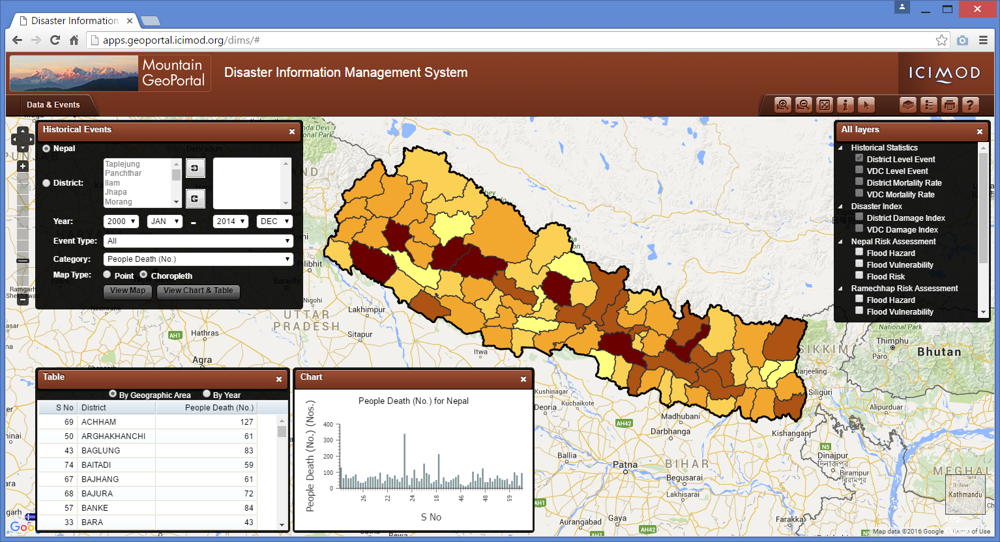 Disaster Information
apps.geoportal.icimod.org/dims/#
Mountain
GeoPortal
Disaster Information Management System
ICIMOD
Data & Events
Historical Events
Nepal
District:
Taplejung
Panchthar
Ilam
Jhapa
Morang
Year:
2000
JAN
-
2014
DEC
Event Type:
All
Category:
People Death (No.)
Map Type:
Point
Choropleth
View Map
View Chart & Table
All layers
Historical Statistics
District Level Event
VDC Level Event
District Mortality Rate
VDC Mortality Rate
Disaster Index
District Damage Index
VDC Damage Index
Nepal Risk Assessment
Flood Hazard
Flood Vulnerability
Flood Risk
Ramechhap Risk Assessment
Flood Hazard
Flood Vulnerability
Table
By Geographic Area
By Year
S No District People Death (No.)
69 ACHHAM 127
50 ARGHAKHANCHI 61
43 BAGLUNG 83
74 BAITADI 59
67 BAJHANG 61
68 BAJURA 72
57 BANKE 84
33 BARA 43
Chart
People Death (No.) for Nepal
People Death (No.) (Nos.)
400
300
200
100
0
26 22 24 18 46 48 59
S No
Dehradun
Pilibhit
Bareilly
Nighoi
Lakhimpur
UTTAR
PRADESH
Hathras
AH1
Sitapur
Agra
Itwa
Kushinagar
Deoria
Kuchaikote
AH42
Madhubani
Darbhanga
Kishanganj
Ballia
Patna
BIHAR
Begusarai
Lakhisarai
N5
Dinajpur
দিনাজপুর
Birampur
বিরামপুর
N5
AH1
Aurangabad
Gaya
AH42
Farakka
AH1
Rewa
National Park
Thimphu
Paro
Bhutan
SIKKIM
Darjeeling
Siliguri
Alipurduar
MEGHAL
Kathmandu
Map data ©2016 Google
of Use